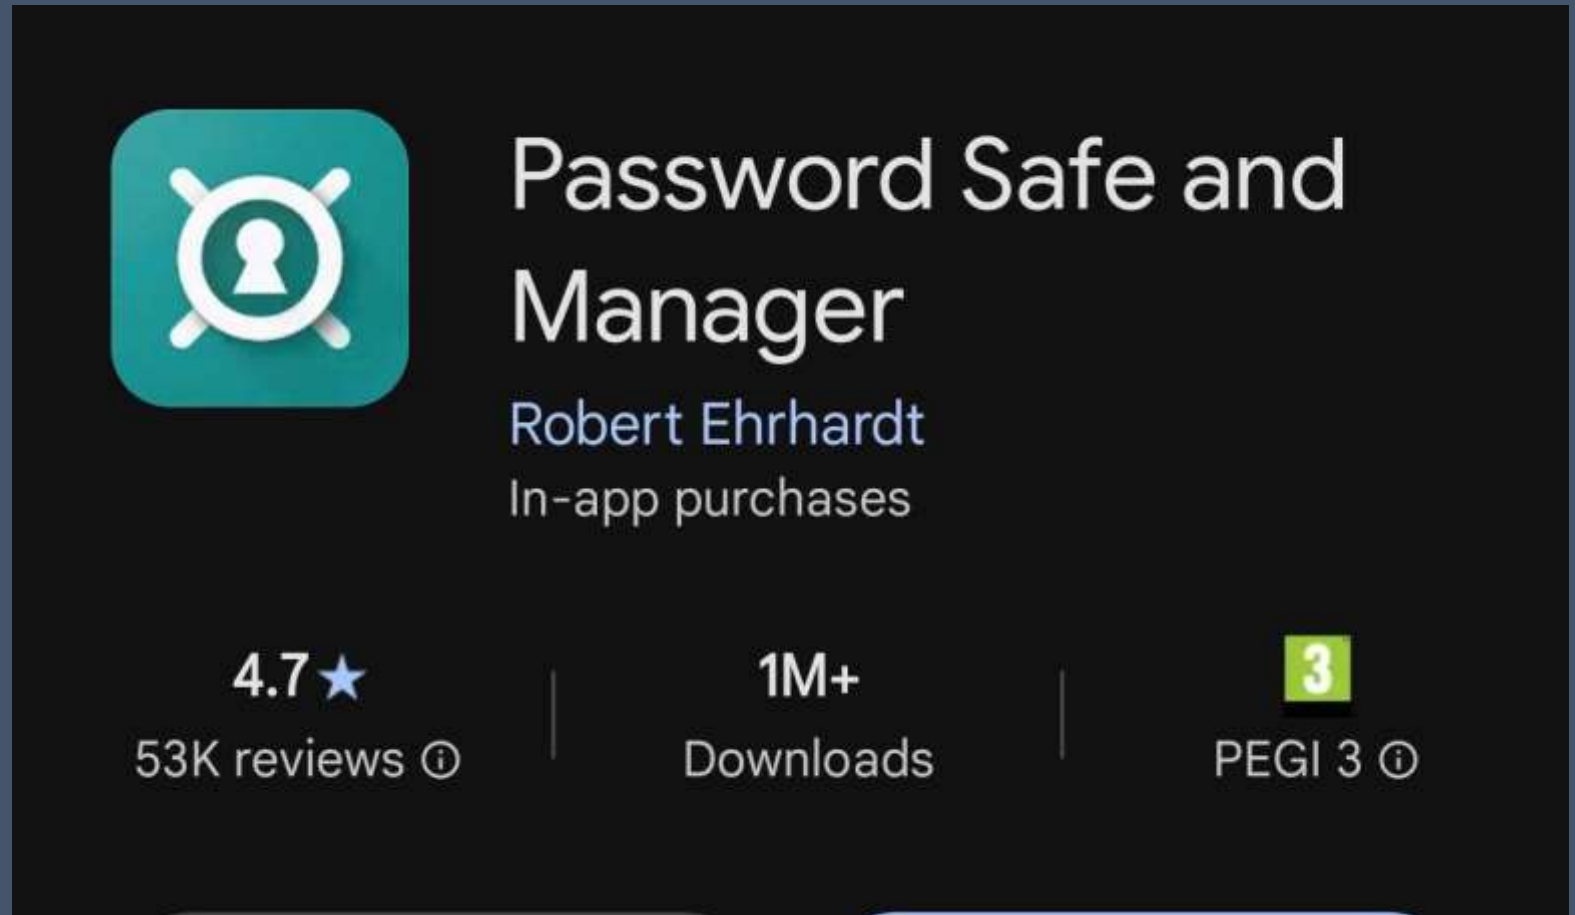 Password Safe and
Manager
Robert Ehrhardt
In-app purchases
4.7★ 1M+ 3
53K reviews Downloads PEGI 3